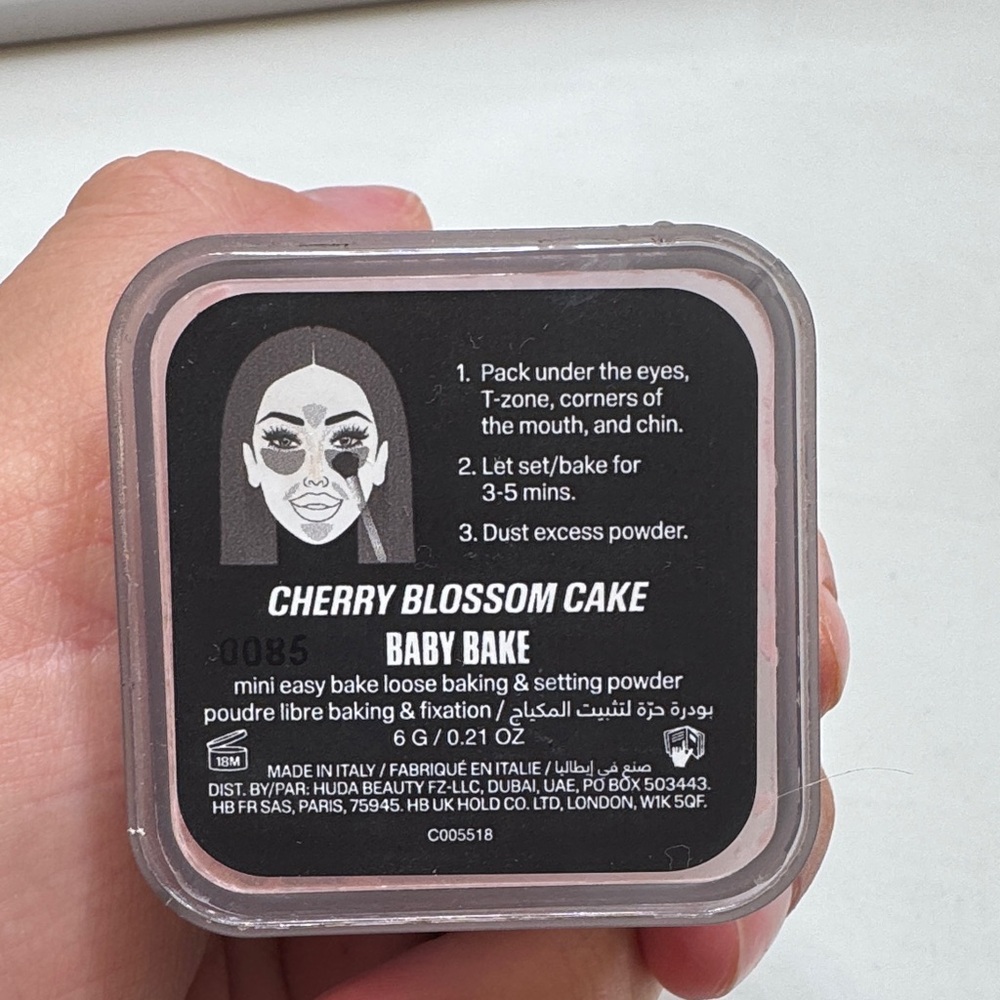 1. Pack under the eyes,
T-zone, corners of
the mouth, and chin.
2. Let set/bake for
3-5 mins.
3. Dust excess powder.
CHERRY BLOSSOM CAKE
0085
BABY BAKE
mini easy bake loose baking & setting powder
poudre libre baking & fixation / بودرة حرّة لتثبيت المكياج
6 G / 0.21 OZ
18M
MADE IN ITALY / FABRIQUÉ EN ITALIE / صنع في إيطاليا
DIST. BY/PAR: HUDA BEAUTY FZ-LLC, DUBAI, UAE, PO BOX 503443.
HB FR SAS, PARIS, 75945. HB UK HOLD CO. LTD, LONDON, W1K 5QF.
C005518